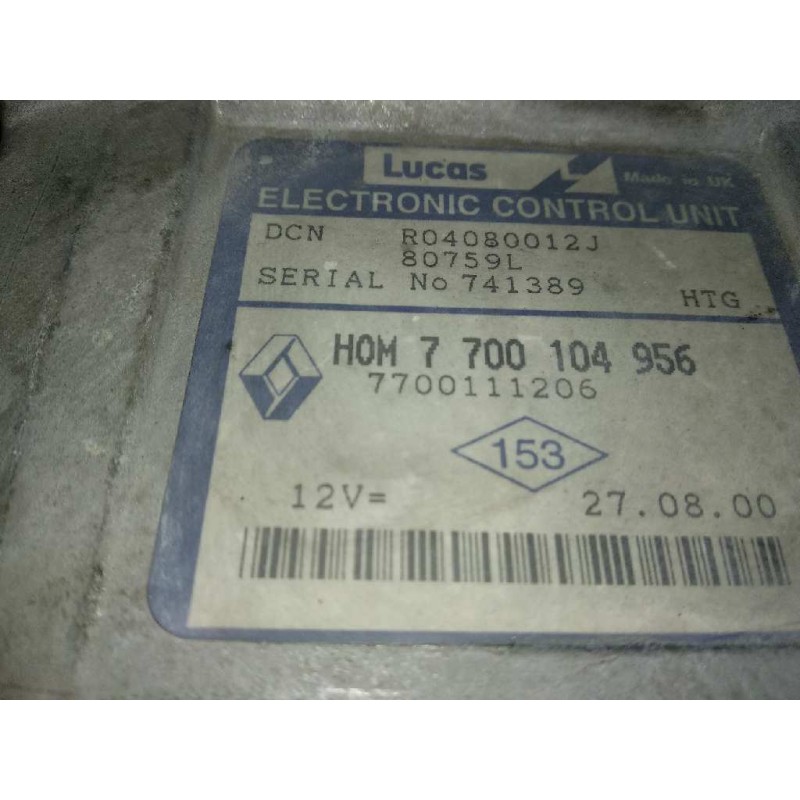 Lucas Made in UK
ELECTRONIC CONTROL UNIT
DCN R04080012J
80759L
SERIAL No 741389 HTG
HOM 7 700 104 956
7700111206
153
12V= 27.08.00